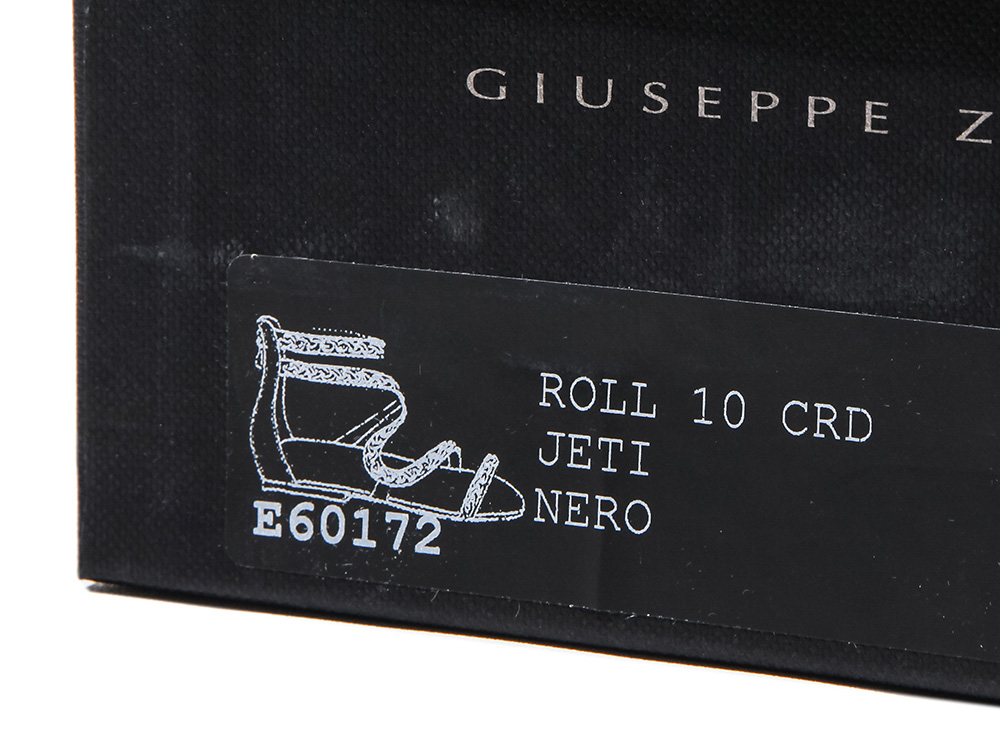 GIUSEPPE Z
ROLL 10 CRD
JETI
NERO
E60172